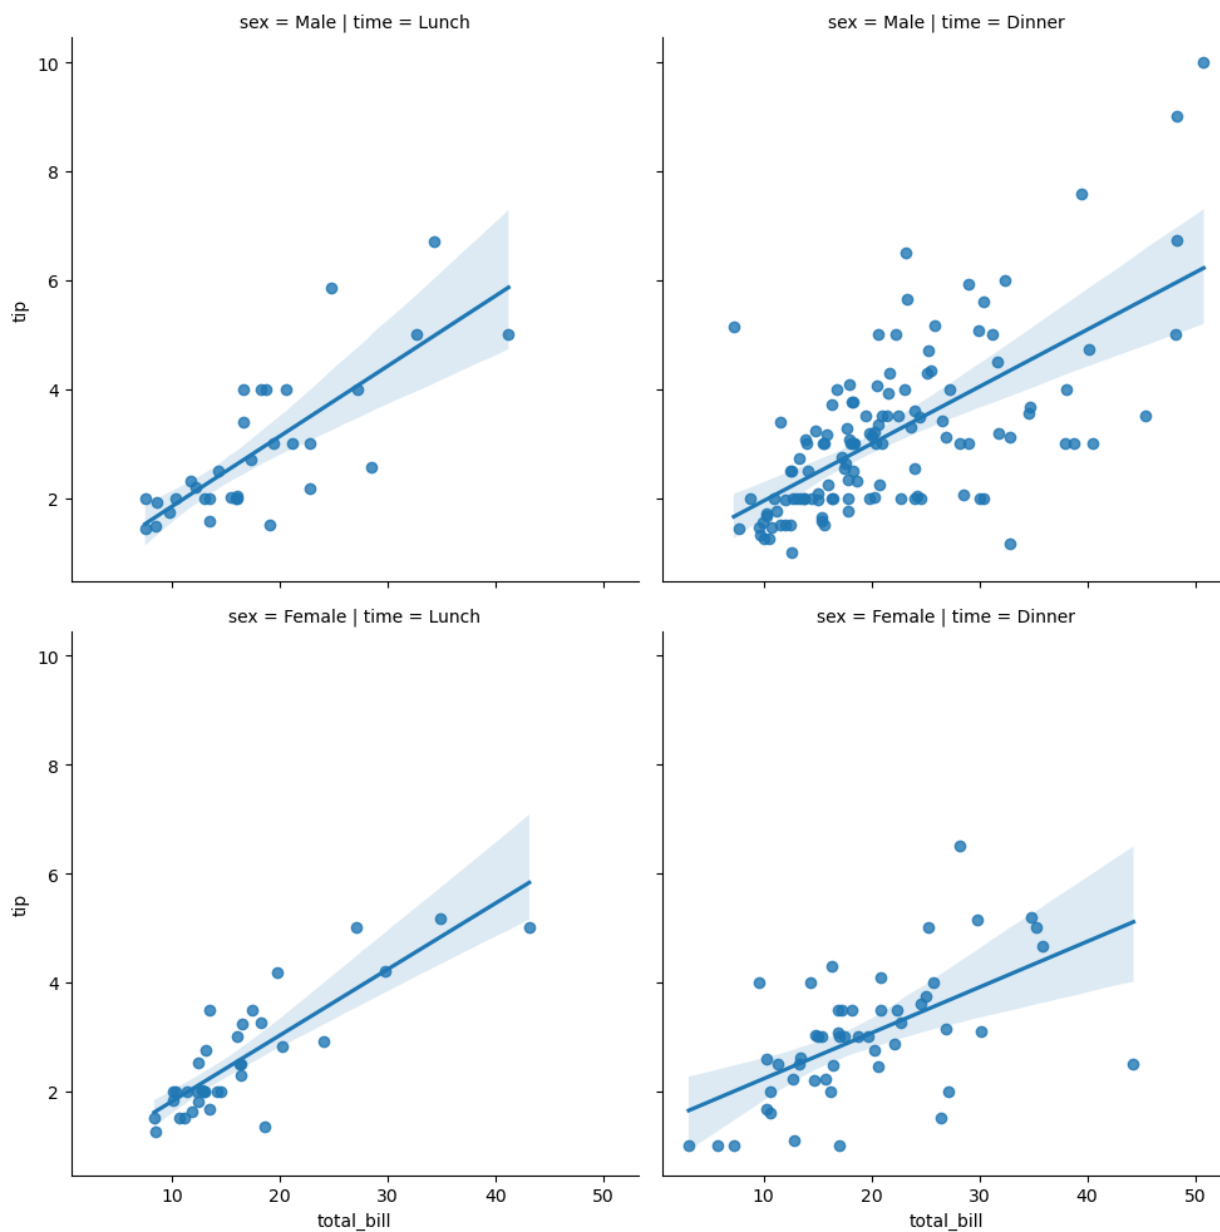 sex = Male | time = Lunch
sex = Male | time = Dinner
10
8
6
4
2
tip
sex = Female | time = Lunch
sex = Female | time = Dinner
10
8
6
4
2
tip
10 20 30 40 50
total_bill
10 20 30 40 50
total_bill